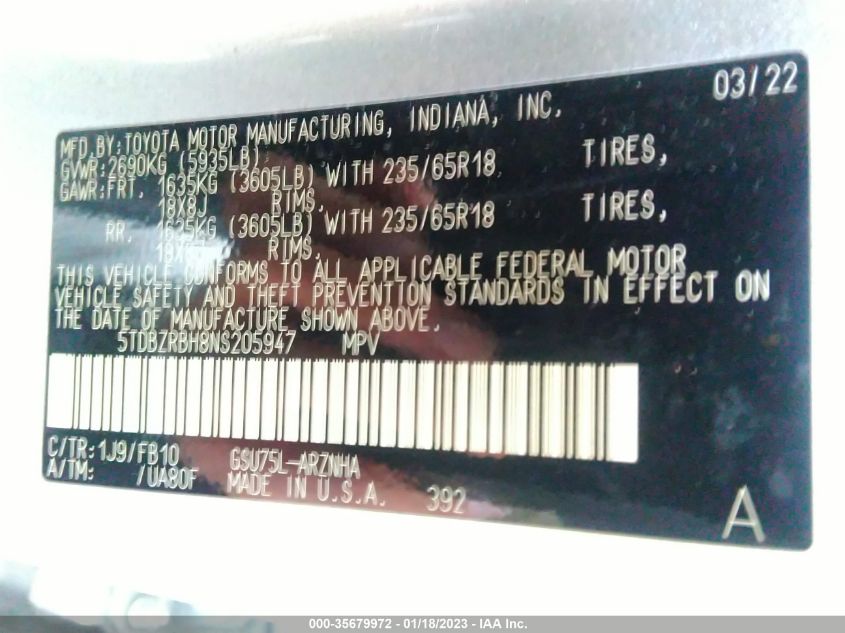 03/22
MFD.BY:TOYOTA MOTOR MANUFACTURING, INDIANA, INC.
GVWR:2690KG (5935LB)
GAWR:FRT. 1635KG (3605LB) WITH 235/65R18 TIRES,
18X8J RIMS,
RR. 1635KG (3605LB) WITH 235/65R18 TIRES,
RIMS.
THIS VEHICLE CONFORMS TO ALL APPLICABLE FEDERAL MOTOR
VEHICLE SAFETY AND THEFT PREVENTION STANDARDS IN EFFECT ON
THE DATE OF MANUFACTURE SHOWN ABOVE.
5TDBZRBH8NS205947 MPV
C/TR:1J9/FB10 GSU75L-ARZNHA
A/TM: /UA80F MADE IN U.S.A. 392
A
000-35679972 - 01/18/2023 - IAA Inc.